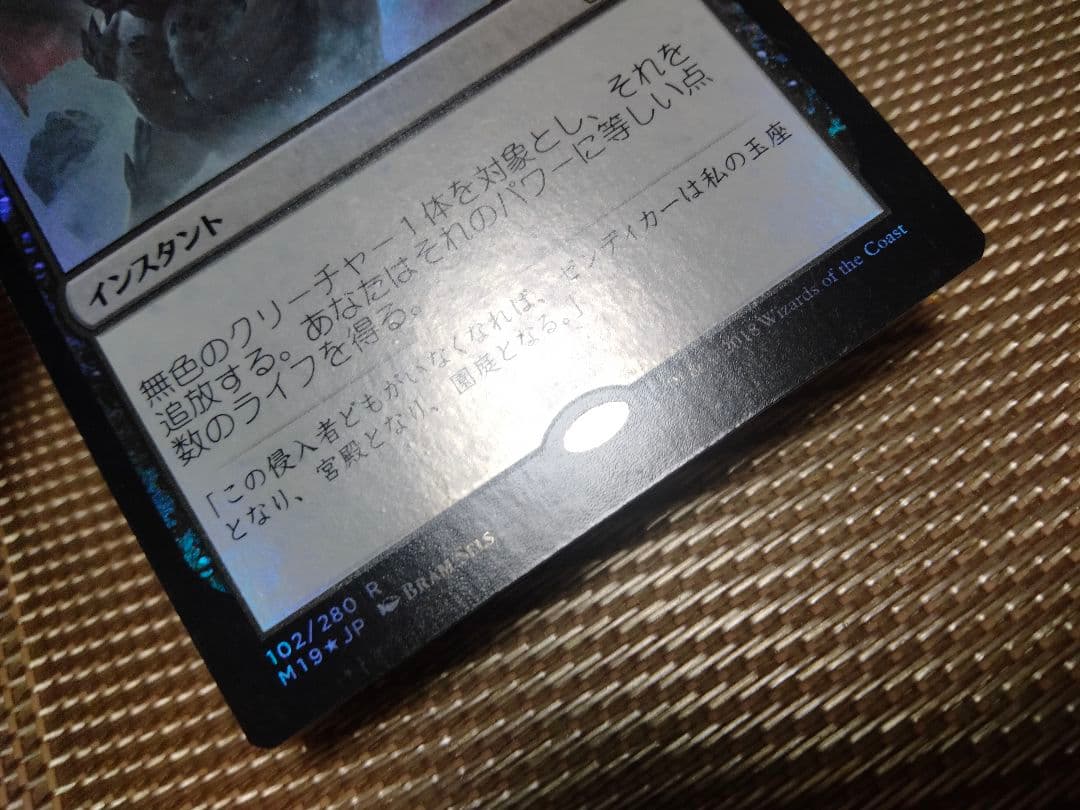 インスタント
無色のクリーチャー１体を対象とし、それを
追放する。あなたはそれのパワーに等しい点
数のライフを得る。
「この侵入者どもがいなくなれば、ゼンディカーは私の玉座
となり、宮殿となり、園庭となる。」
102/280 R
M19★JP BRAM SELS
2018 Wizards of the Coast